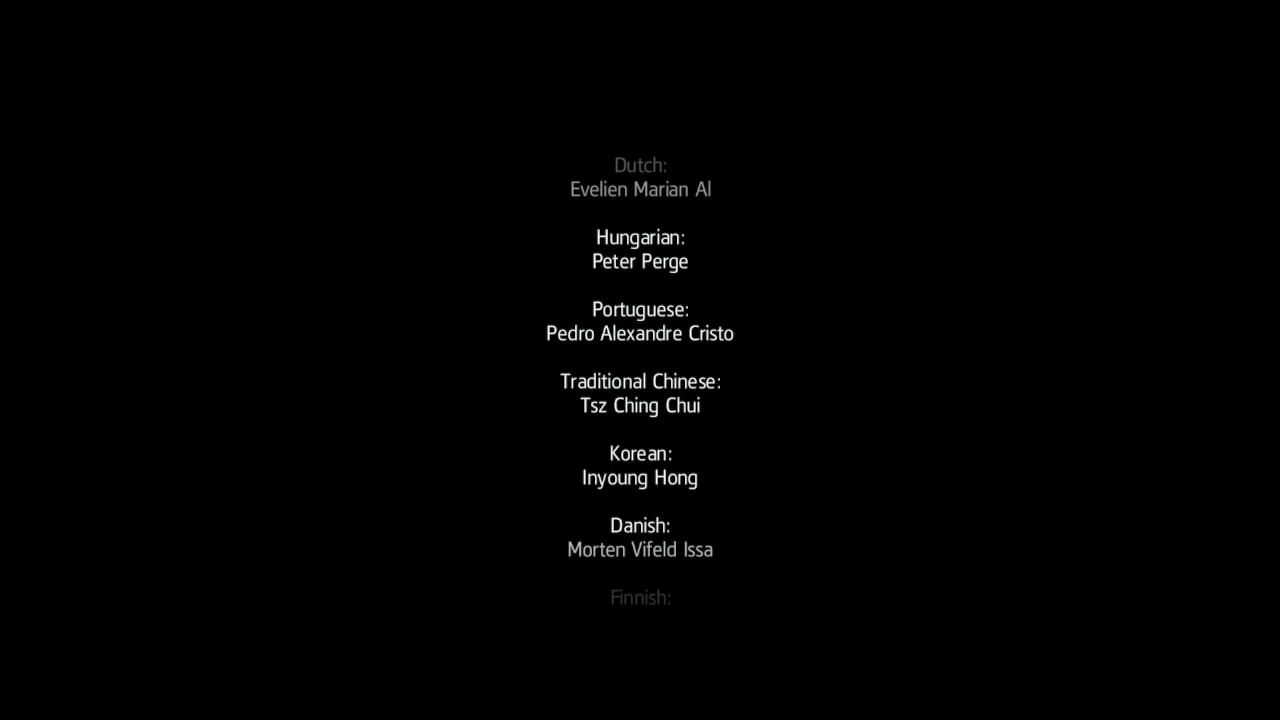 Dutch:
Evelien Marian Al
Hungarian:
Peter Perge
Portuguese:
Pedro Alexandre Cristo
Traditional Chinese:
Tsz Ching Chui
Korean:
Inyoung Hong
Danish:
Morten Vifeld Issa
Finnish: